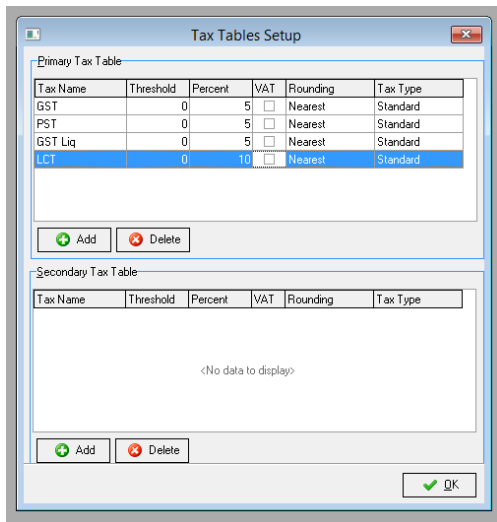 Tax Tables Setup
Primary Tax Table
Tax Name Threshold Percent VAT Rounding Tax Type
GST 0 5 Nearest Standard
PST 0 5 Nearest Standard
GST Liq 0 5 Nearest Standard
LCT 0 10 Nearest Standard
Add Delete
Secondary Tax Table
Tax Name Threshold Percent VAT Rounding Tax Type
<No data to display>
Add Delete
OK